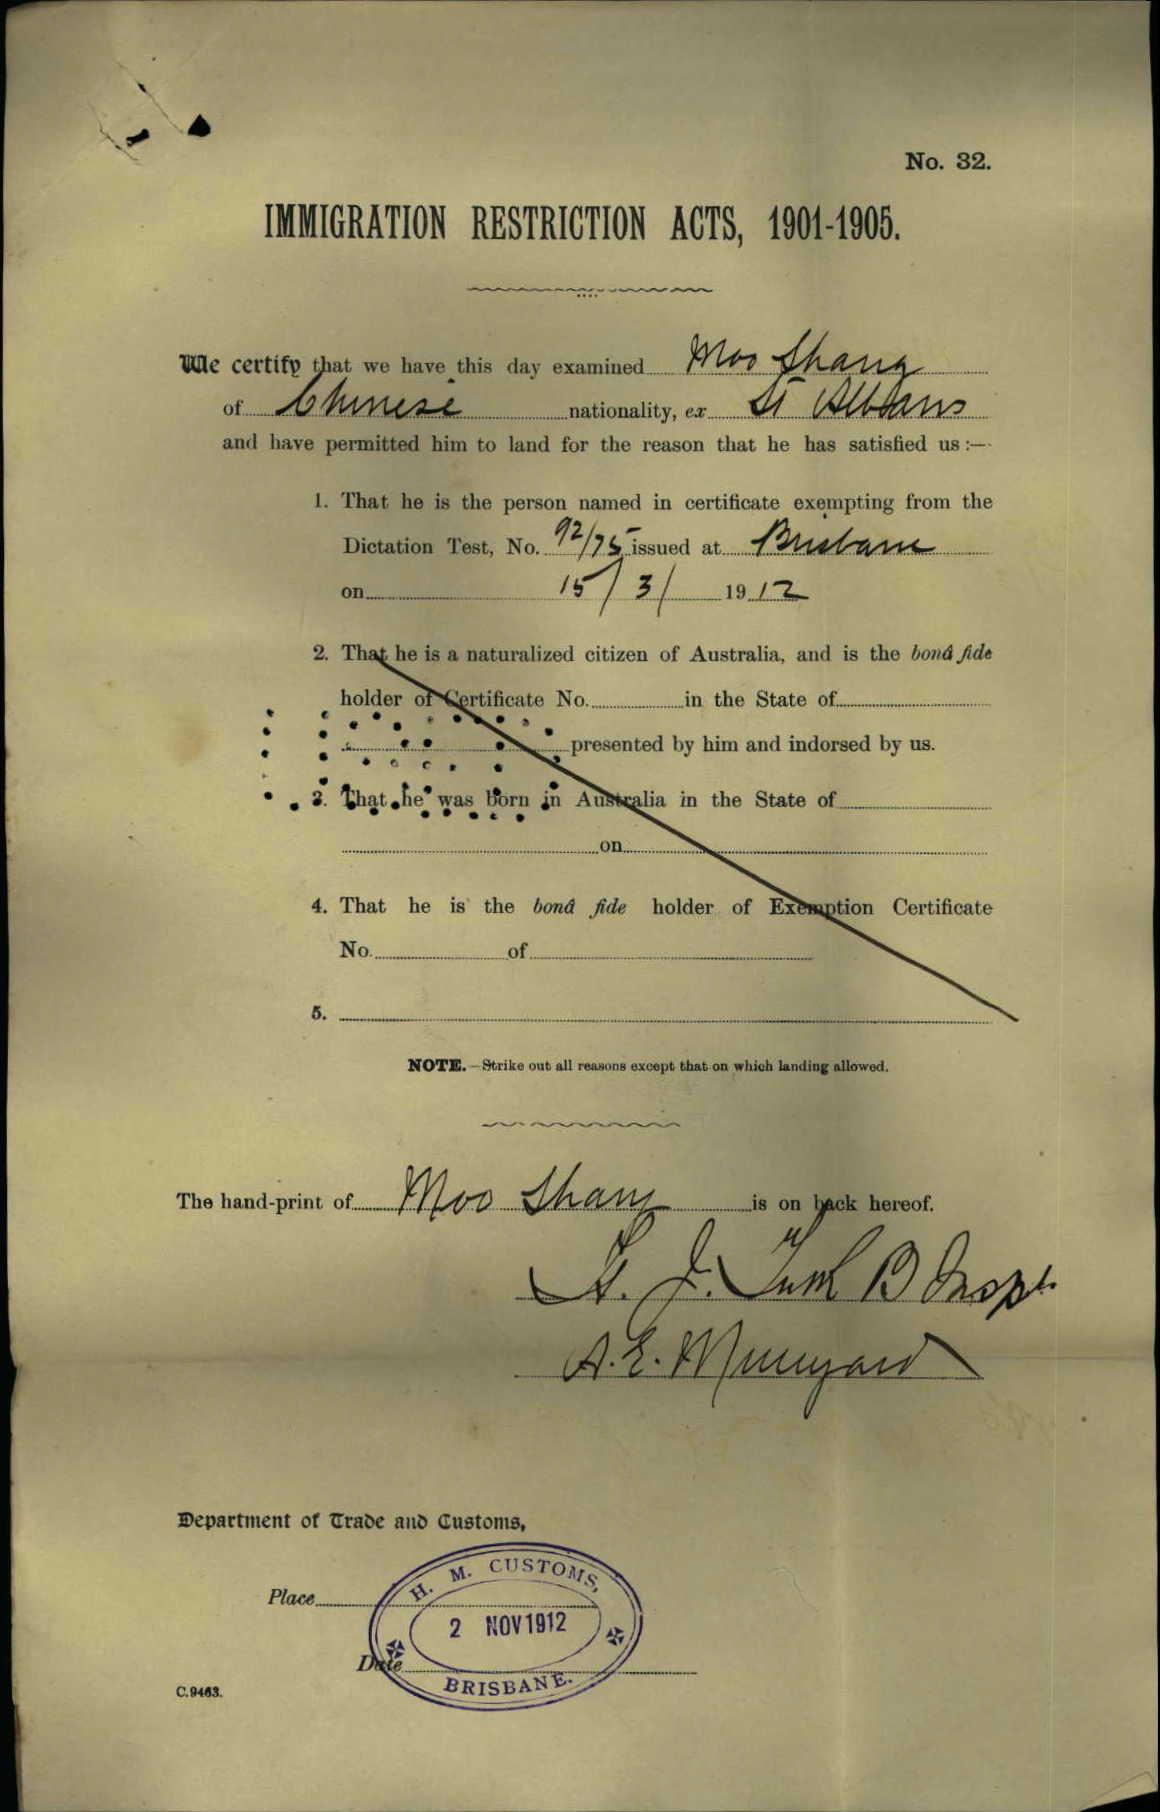 No. 32.
IMMIGRATION RESTRICTION ACTS, 1901-1905.
We certify that we have this day examined Moo Shang
of Chinese nationality, ex St Albans
and have permitted him to land for the reason that he has satisfied us :—
1. That he is the person named in certificate exempting from the
Dictation Test, No. 92/75 issued at Brisbane
on 15/3/ 1912
2. That he is a naturalized citizen of Australia, and is the bonâ fide
holder of Certificate No. in the State of
presented by him and indorsed by us.
3. That he was born in Australia in the State of
on
4. That he is the bonâ fide holder of Exemption Certificate
No. of
5.
NOTE.—Strike out all reasons except that on which landing allowed.
The hand-print of Moo Shang is on back hereof.
J. B Inspr
A. E.
Department of Trade and Customs,
Place
H. M. CUSTOMS,
2 NOV 1912
Date
BRISBANE.
C.9463.